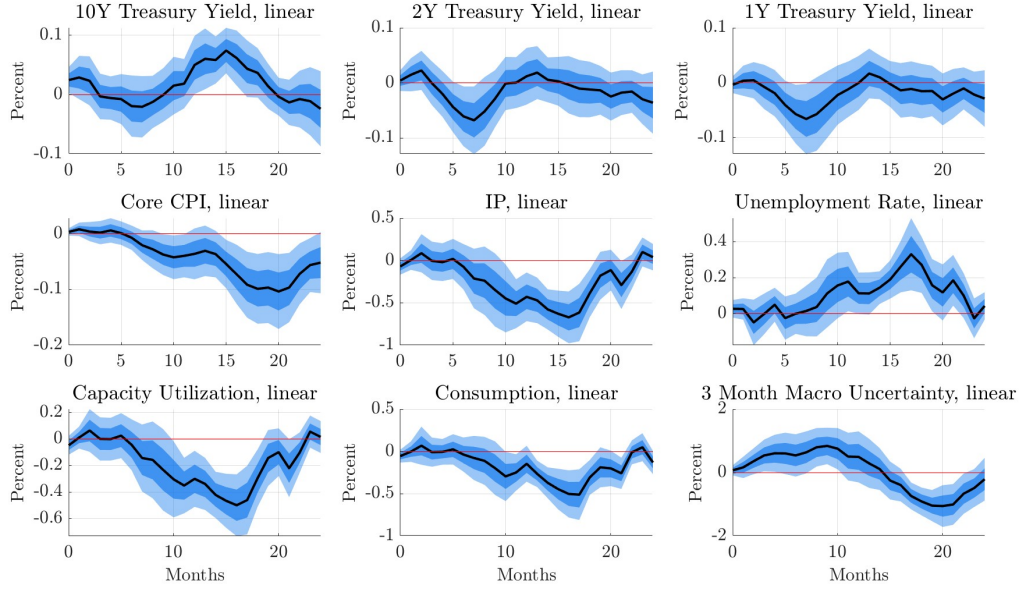 10Y Treasury Yield, linear
2Y Treasury Yield, linear
1Y Treasury Yield, linear
Percent
0.1
0
-0.1
0 5 10 15 20
Percent
0.1
0
-0.1
0 5 10 15 20
Percent
0.1
0
-0.1
0 5 10 15 20
Core CPI, linear
IP, linear
Unemployment Rate, linear
Percent
0
-0.1
-0.2
0 5 10 15 20
Percent
0.5
0
-0.5
-1
0 5 10 15 20
Percent
0.4
0.2
0
0 5 10 15 20
Capacity Utilization, linear
Consumption, linear
3 Month Macro Uncertainty, linear
Percent
0.2
0
-0.2
-0.4
-0.6
0 10 20
Months
Percent
0.5
0
-0.5
-1
0 10 20
Months
Percent
2
0
-2
0 10 20
Months